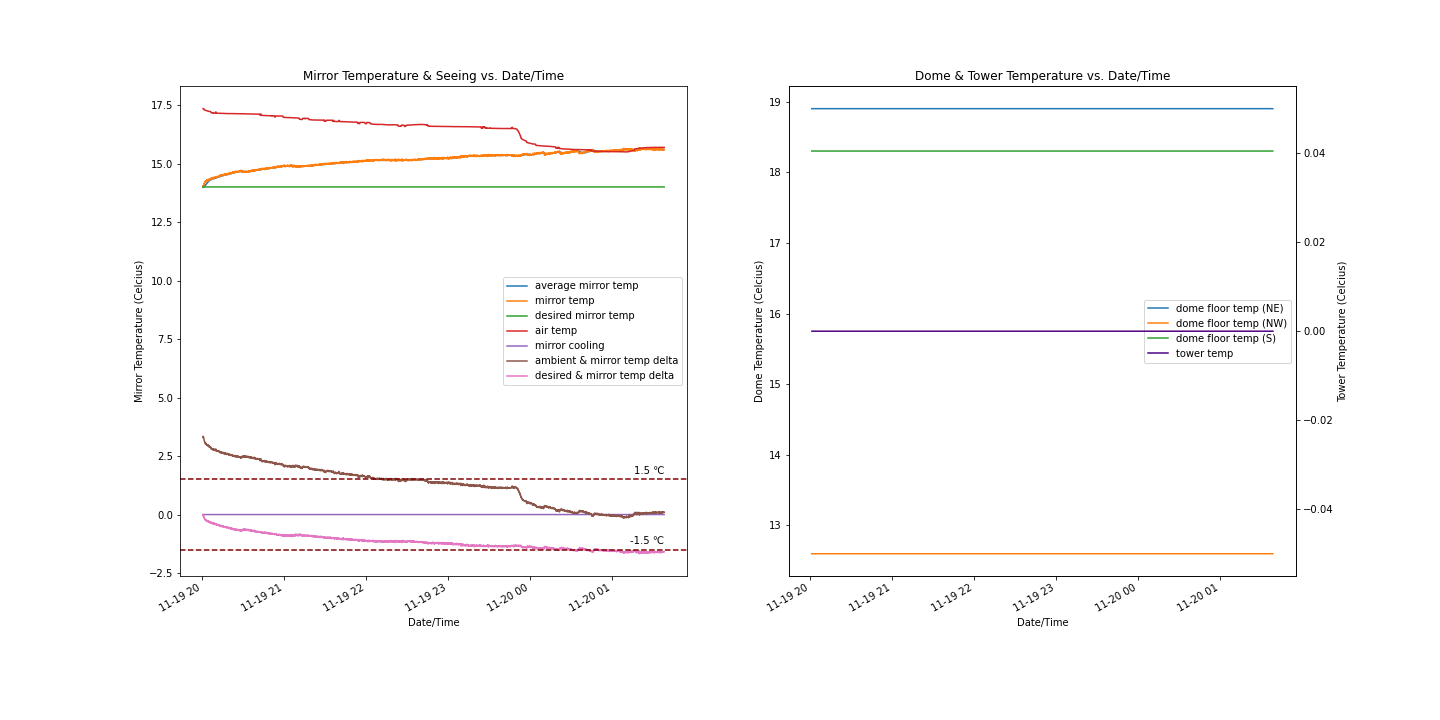 Mirror Temperature & Seeing vs. Date/Time
Mirror Temperature (Celcius)
17.5
15.0
12.5
10.0
7.5
5.0
2.5
0.0
−2.5
average mirror temp
mirror temp
desired mirror temp
air temp
mirror cooling
ambient & mirror temp delta
desired & mirror temp delta
1.5 °C
-1.5 °C
11-19 20
11-19 21
11-19 22
11-19 23
11-20 00
11-20 01
Date/Time
Dome & Tower Temperature vs. Date/Time
Dome Temperature (Celcius)
19
18
17
16
15
14
13
dome floor temp (NE)
dome floor temp (NW)
dome floor temp (S)
tower temp
0.04
0.02
0.00
−0.02
−0.04
Tower Temperature (Celcius)
11-19 20
11-19 21
11-19 22
11-19 23
11-20 00
11-20 01
Date/Time